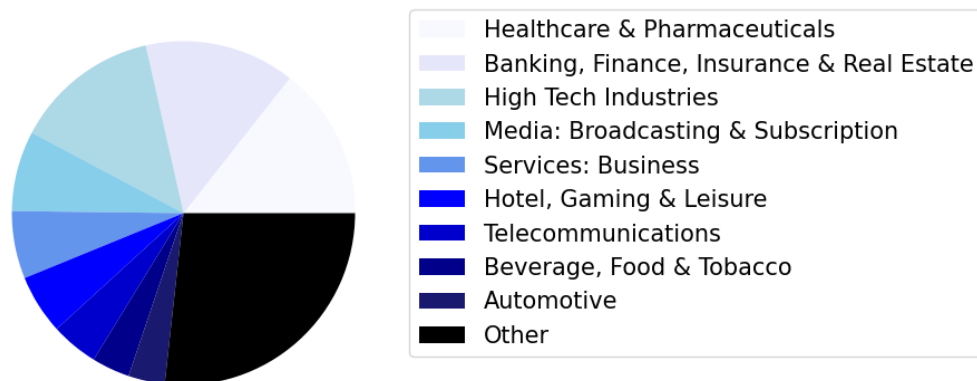 Healthcare & Pharmaceuticals
Banking, Finance, Insurance & Real Estate
High Tech Industries
Media: Broadcasting & Subscription
Services: Business
Hotel, Gaming & Leisure
Telecommunications
Beverage, Food & Tobacco
Automotive
Other